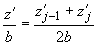 z'/b = (z'_{j-1} + z'_j)/2b